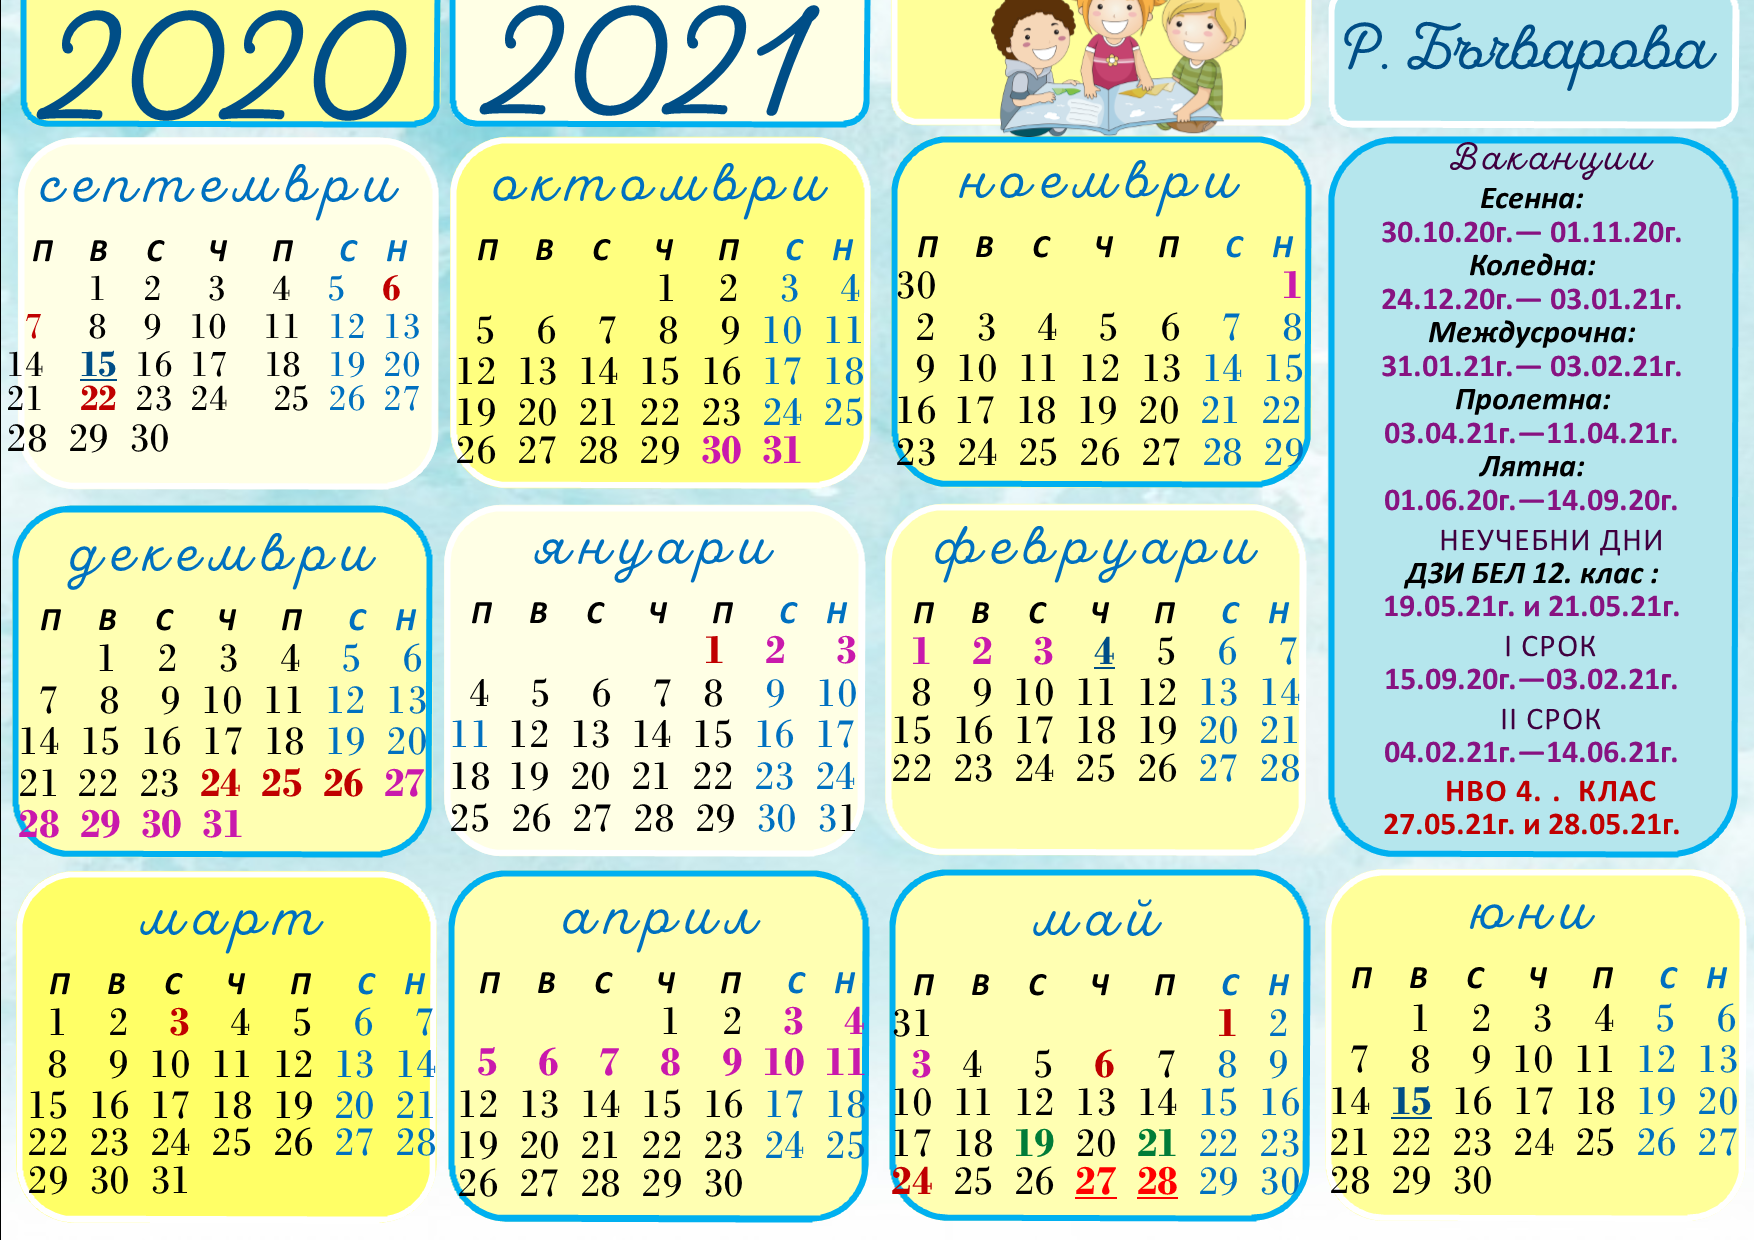 2020
2021
Р. Бъчварова
септември
П В С Ч П С Н
1 2 3 4 5 6
7 8 9 10 11 12 13
14 15 16 17 18 19 20
21 22 23 24 25 26 27
28 29 30
октомври
П В С Ч П С Н
1 2 3 4
5 6 7 8 9 10 11
12 13 14 15 16 17 18
19 20 21 22 23 24 25
26 27 28 29 30 31
ноември
П В С Ч П С Н
30 1
2 3 4 5 6 7 8
9 10 11 12 13 14 15
16 17 18 19 20 21 22
23 24 25 26 27 28 29
Ваканции
Есенна:
30.10.20г.— 01.11.20г.
Коледна:
24.12.20г.— 03.01.21г.
Междусрочна:
31.01.21г.— 03.02.21г.
Пролетна:
03.04.21г.—11.04.21г.
Лятна:
01.06.20г.—14.09.20г.
НЕУЧЕБНИ ДНИ
ДЗИ БЕЛ 12. клас :
19.05.21г. и 21.05.21г.
I СРОК
15.09.20г.—03.02.21г.
II СРОК
04.02.21г.—14.06.21г.
НВО 4. . КЛАС
27.05.21г. и 28.05.21г.
декември
П В С Ч П С Н
1 2 3 4 5 6
7 8 9 10 11 12 13
14 15 16 17 18 19 20
21 22 23 24 25 26 27
28 29 30 31
януари
П В С Ч П С Н
1 2 3
4 5 6 7 8 9 10
11 12 13 14 15 16 17
18 19 20 21 22 23 24
25 26 27 28 29 30 31
февруари
П В С Ч П С Н
1 2 3 4 5 6 7
8 9 10 11 12 13 14
15 16 17 18 19 20 21
22 23 24 25 26 27 28
март
П В С Ч П С Н
1 2 3 4 5 6 7
8 9 10 11 12 13 14
15 16 17 18 19 20 21
22 23 24 25 26 27 28
29 30 31
април
П В С Ч П С Н
1 2 3 4
5 6 7 8 9 10 11
12 13 14 15 16 17 18
19 20 21 22 23 24 25
26 27 28 29 30
май
П В С Ч П С Н
31 1 2
3 4 5 6 7 8 9
10 11 12 13 14 15 16
17 18 19 20 21 22 23
24 25 26 27 28 29 30
юни
П В С Ч П С Н
1 2 3 4 5 6
7 8 9 10 11 12 13
14 15 16 17 18 19 20
21 22 23 24 25 26 27
28 29 30